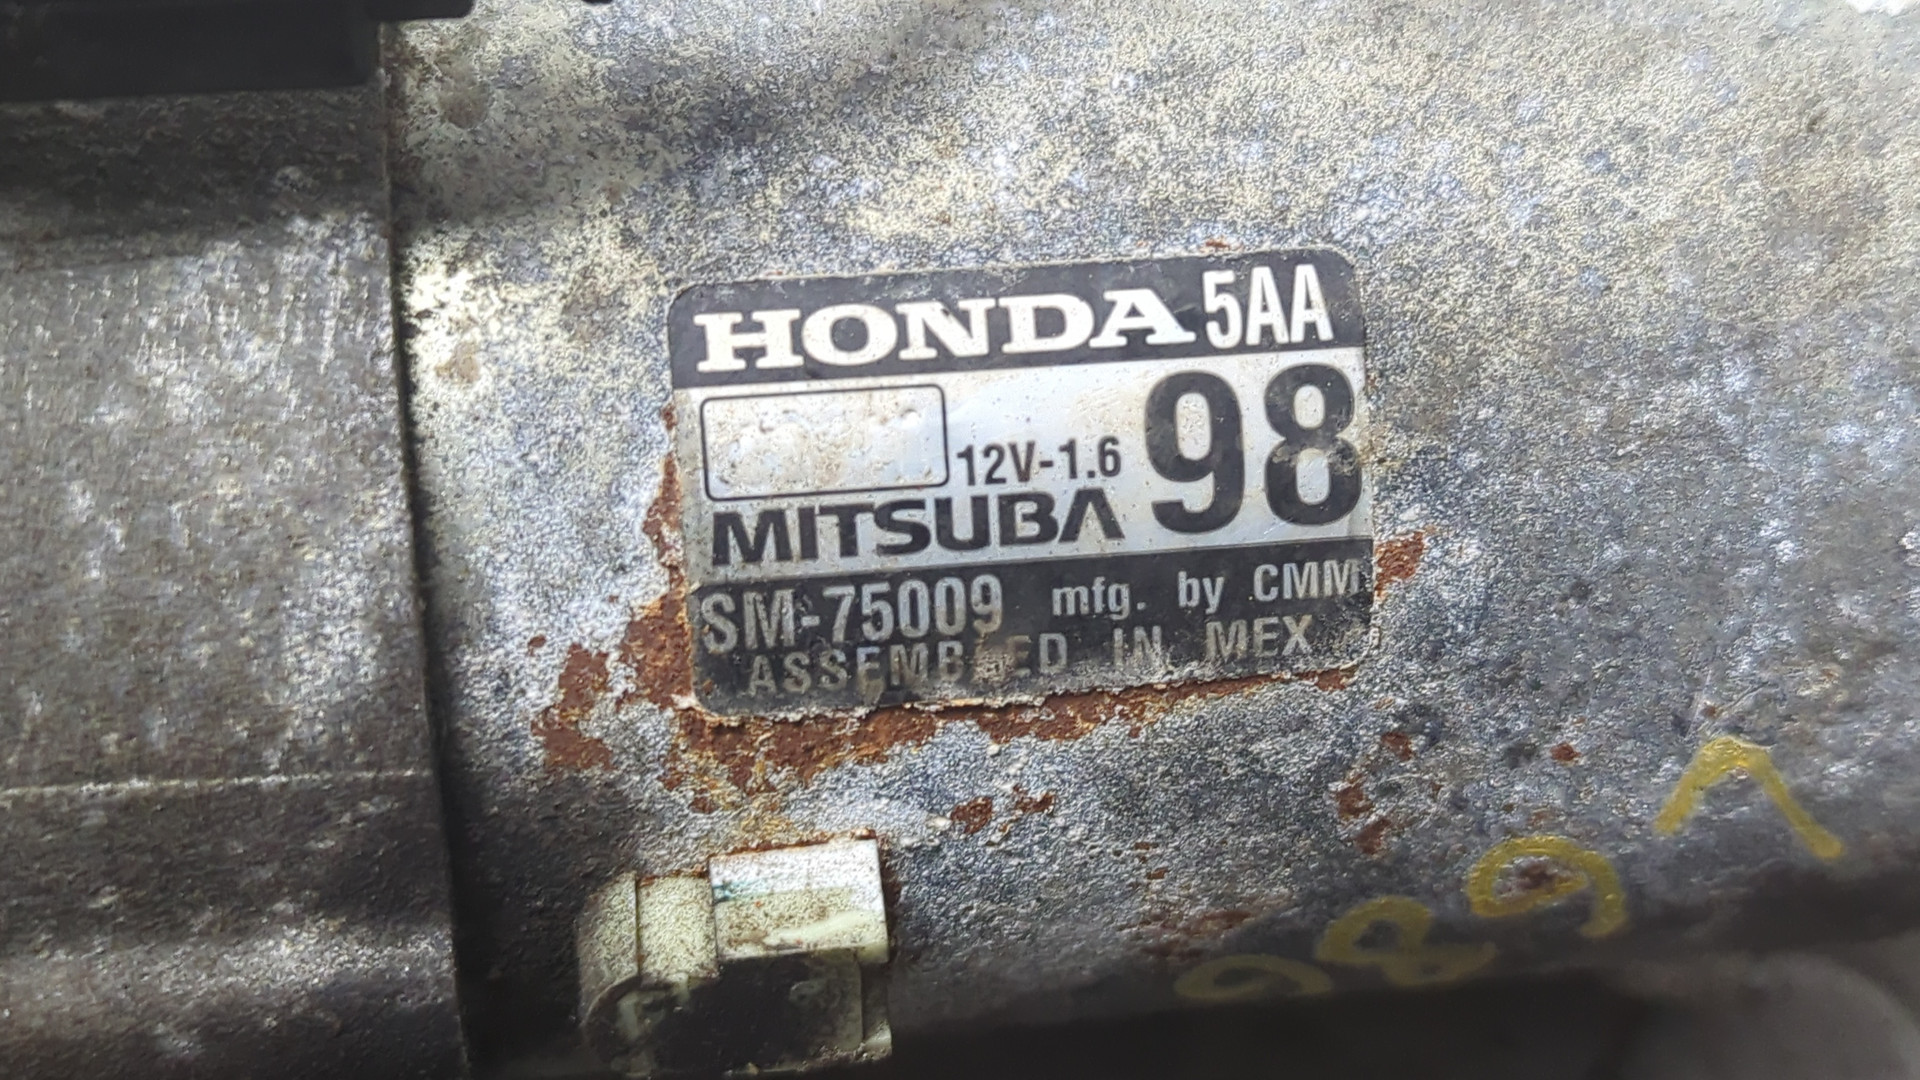 HONDA 5AA
12V-1.6 98
MITSUBA
SM-75009 mfg. by CMM
ASSEMBLED IN MEX